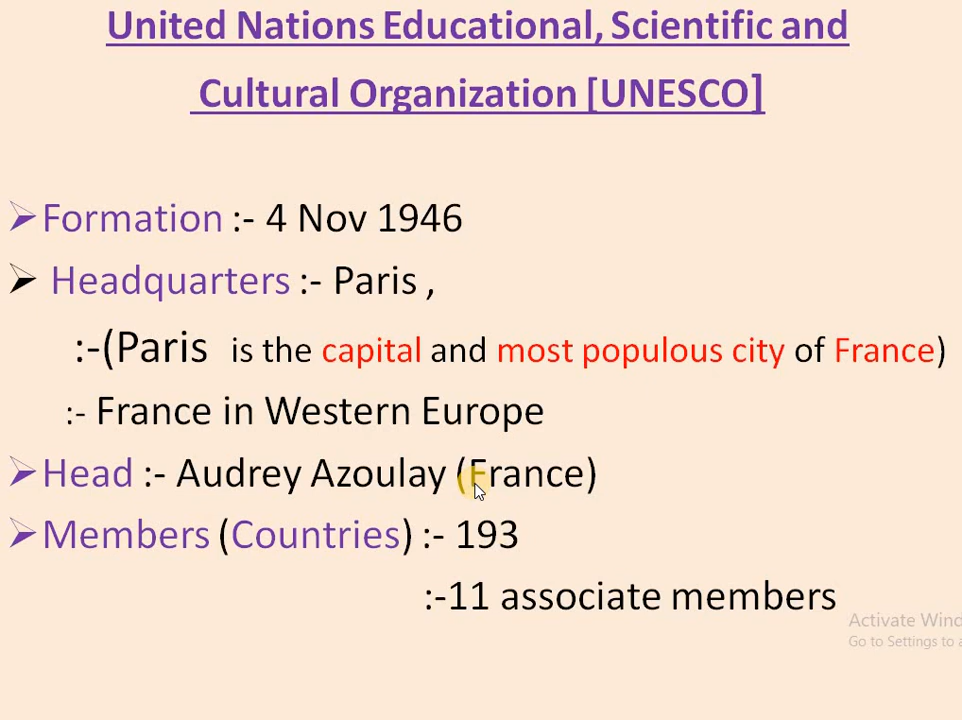 United Nations Educational, Scientific and
Cultural Organization [UNESCO]
➢Formation :- 4 Nov 1946
➢ Headquarters :- Paris ,
:-(Paris is the capital and most populous city of France)
:- France in Western Europe
➢Head :- Audrey Azoulay (France)
➢Members (Countries) :- 193
:-11 associate members
Activate Wind
Go to Settings to a